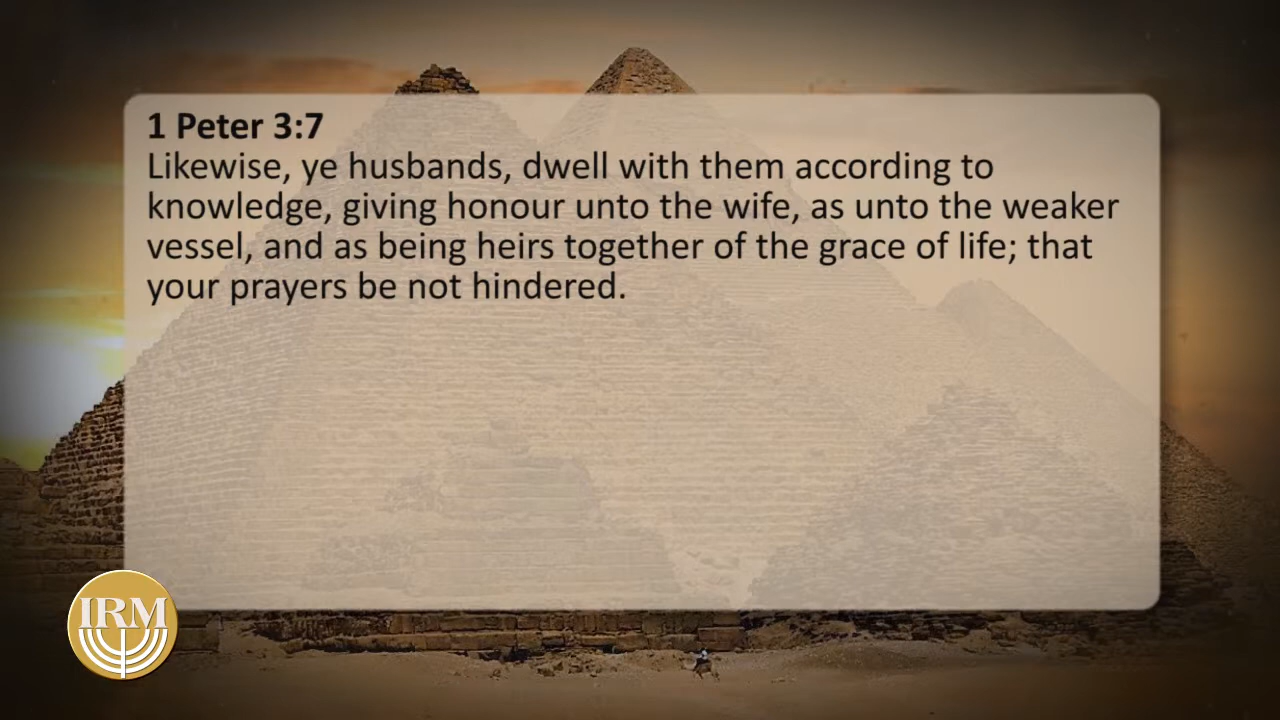 1 Peter 3:7
Likewise, ye husbands, dwell with them according to
knowledge, giving honour unto the wife, as unto the weaker
vessel, and as being heirs together of the grace of life; that
your prayers be not hindered.
IRM